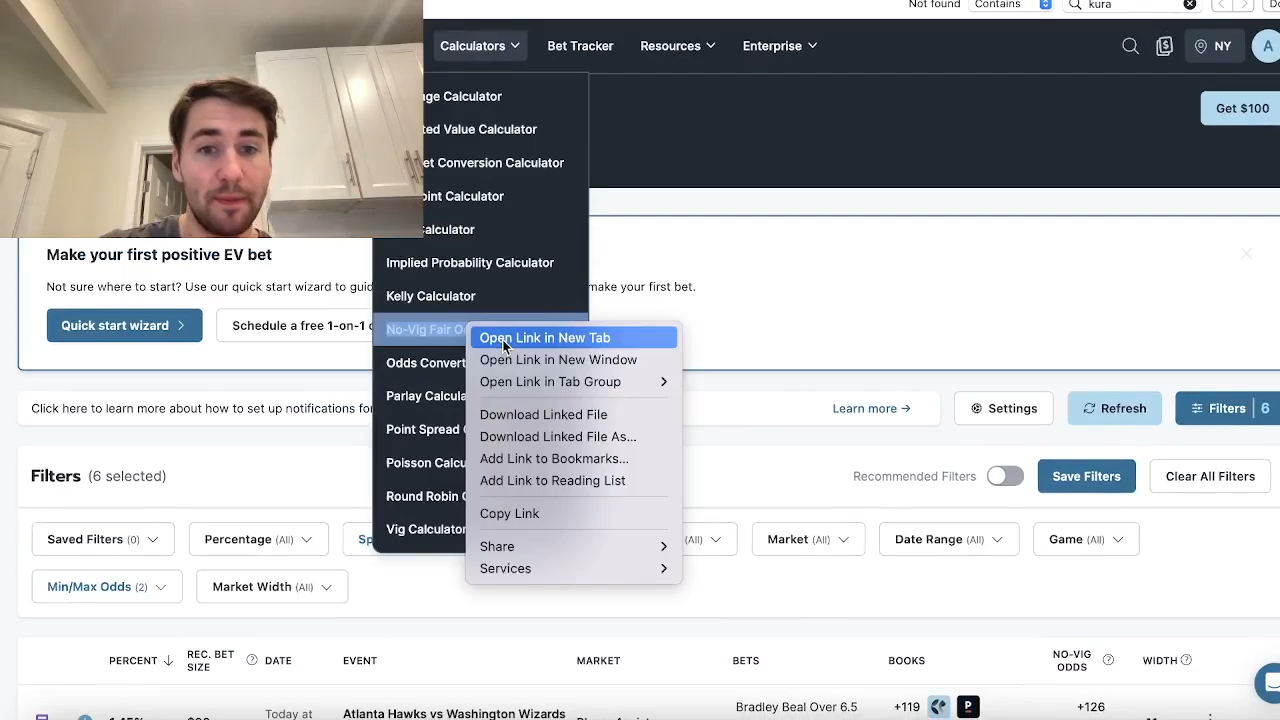 Not found
Contains
kura
Calculators
Bet Tracker
Resources
Enterprise
NY
A
Calculator
Value Calculator
Conversion Calculator
Calculator
Implied Probability Calculator
Kelly Calculator
No-Vig Fair
Odds
Parlay
Point Spread
Poisson
Round Robin
Vig Calculator
Get $100
Make your first positive EV bet
Not sure where to start? Use our quick start wizard to
make your first bet.
Quick start wizard
Schedule a free 1-on-1
Open Link in New Tab
Open Link in New Window
Open Link in Tab Group
Download Linked File
Download Linked File As...
Add Link to Bookmarks...
Add Link to Reading List
Copy Link
Share
Services
Click here to learn more about how to set up notifications for
Learn more →
Settings
Refresh
Filters | 6
Filters (6 selected)
Recommended Filters
Save Filters
Clear All Filters
Saved Filters (0)
Percentage (All)
(All)
Market (All)
Date Range (All)
Game (All)
Min/Max Odds (2)
Market Width (All)
PERCENT
REC. BET
SIZE
DATE
EVENT
MARKET
BETS
BOOKS
NO-VIG
ODDS
WIDTH
Today at
Atlanta Hawks vs Washington Wizards
Bradley Beal Over 6.5
+119
P
+126